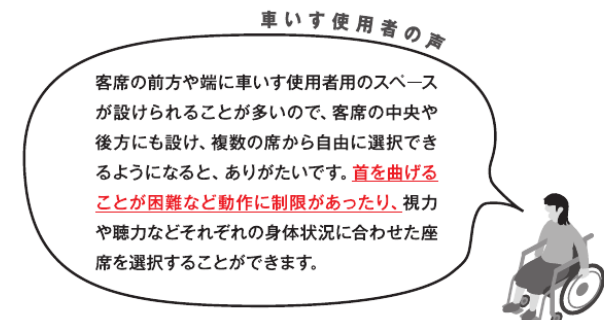 車いす使用者の声
客席の前方や端に車いす使用者用のスペース
が設けられることが多いので、客席の中央や
後方にも設け、複数の席から自由に選択でき
るようになると、ありがたいです。首を曲げる
ことが困難など動作に制限があったり、視力
や聴力などそれぞれの身体状況に合わせた座
席を選択することができます。